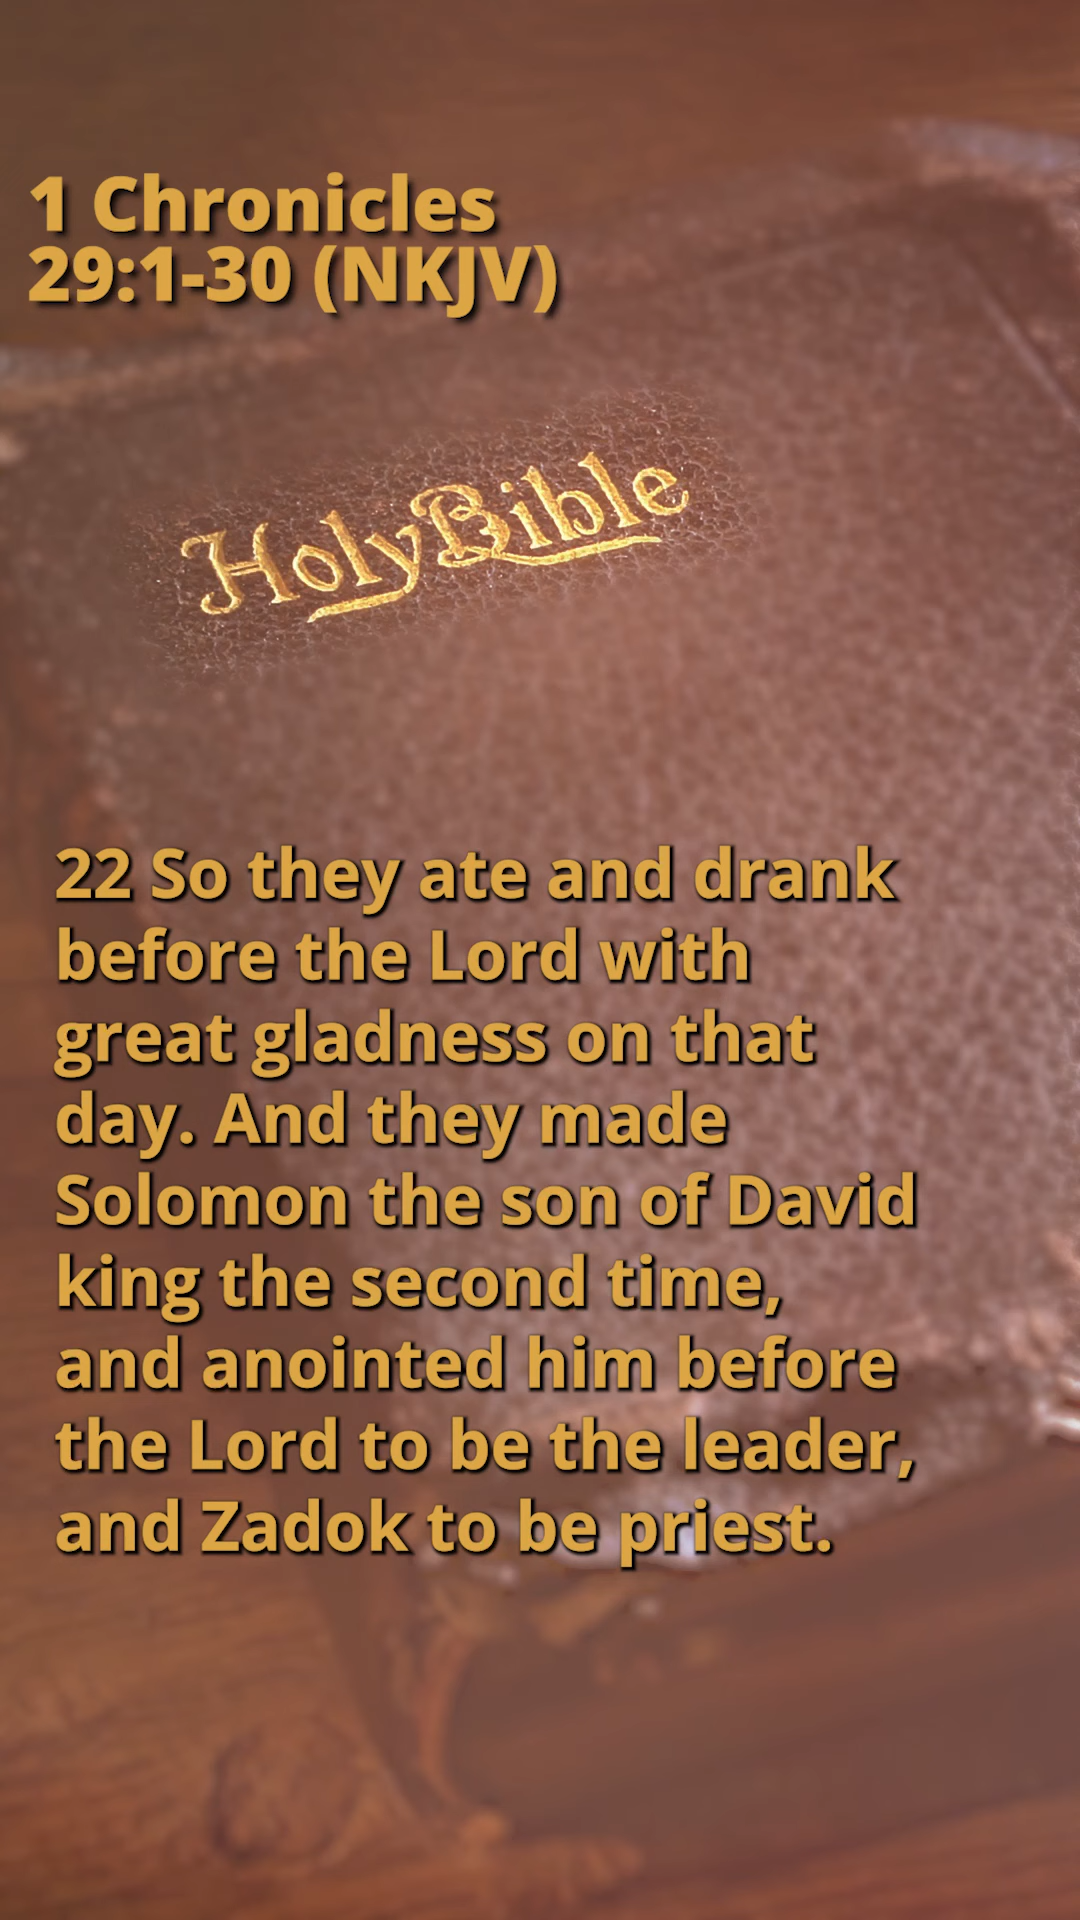 1 Chronicles
29:1-30 (NKJV)
Holy Bible
22 So they ate and drank
before the Lord with
great gladness on that
day. And they made
Solomon the son of David
king the second time,
and anointed him before
the Lord to be the leader,
and Zadok to be priest.